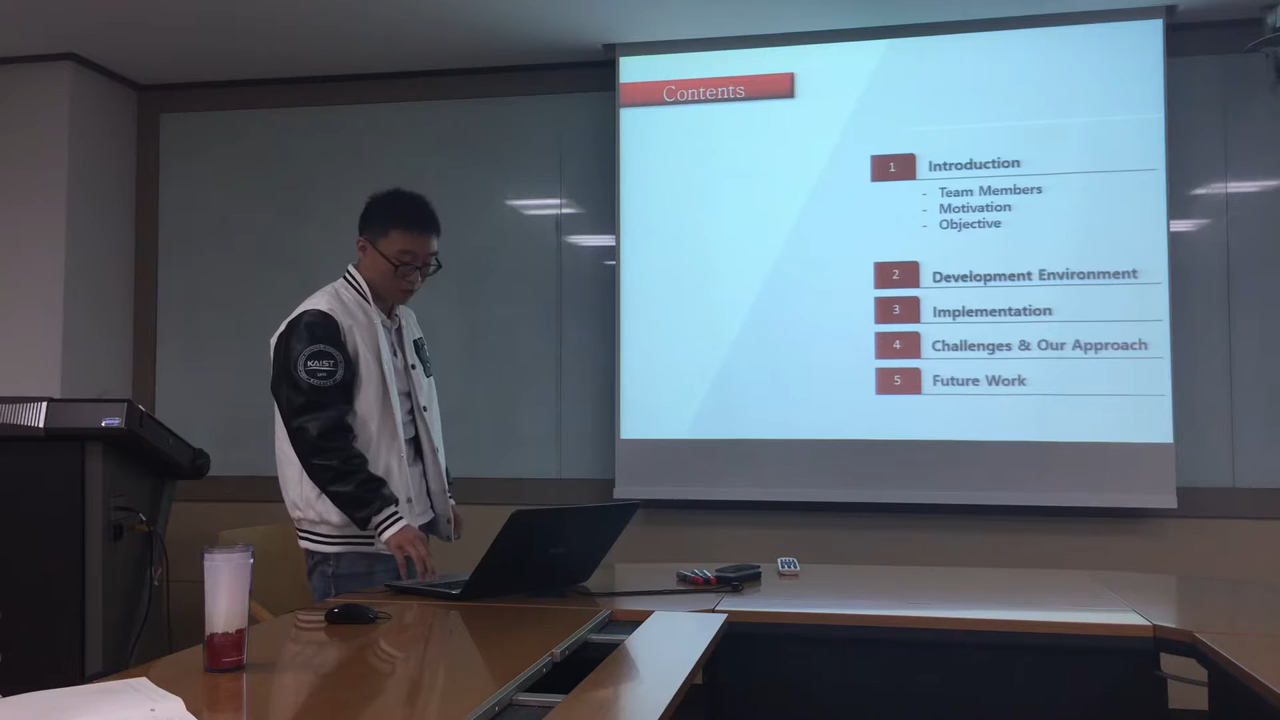 Contents
1 Introduction
- Team Members
- Motivation
- Objective
2 Development Environment
3 Implementation
4 Challenges & Our Approach
5 Future Work
KAIST